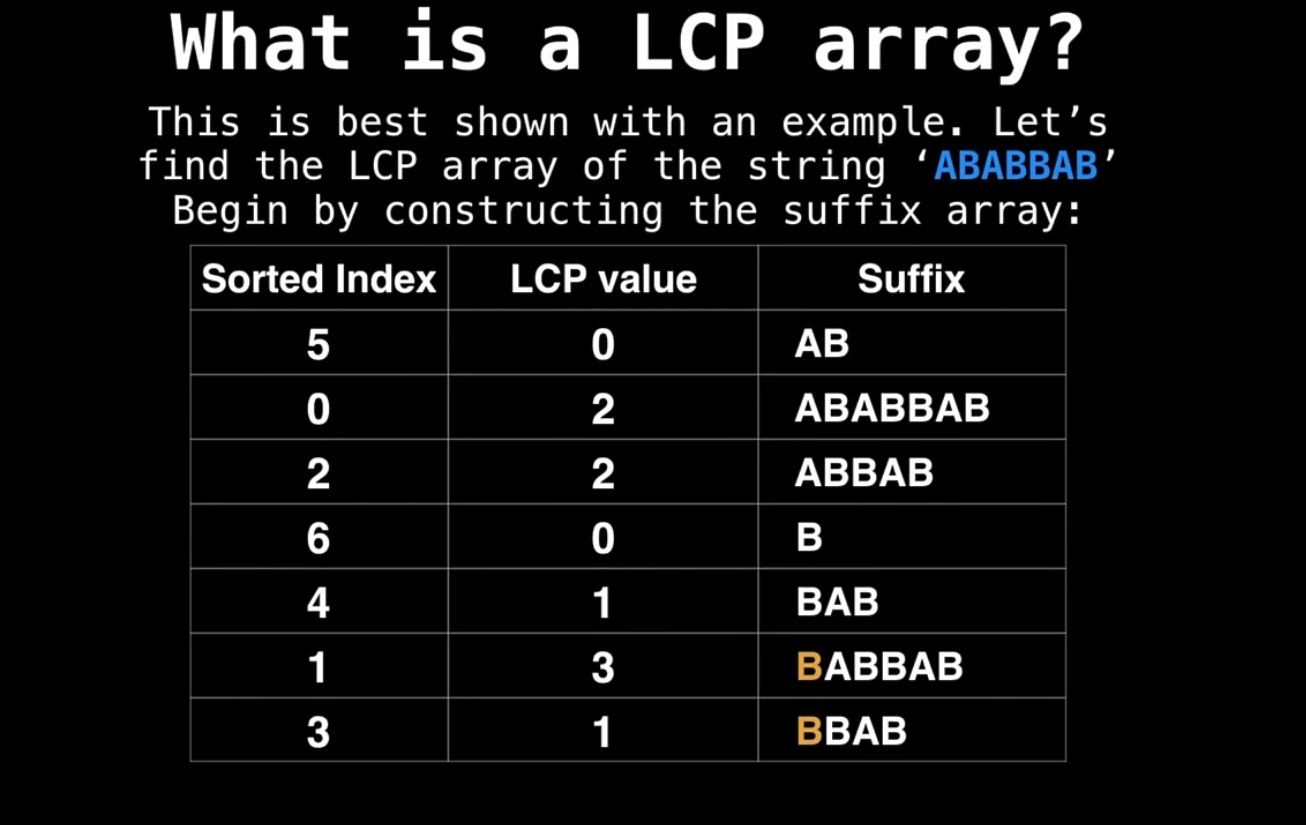 What is a LCP array?
This is best shown with an example. Let’s
find the LCP array of the string ‘ABABBAB’
Begin by constructing the suffix array:
Sorted Index LCP value Suffix
5 0 AB
0 2 ABABBAB
2 2 ABBAB
6 0 B
4 1 BAB
1 3 BABBAB
3 1 BBAB